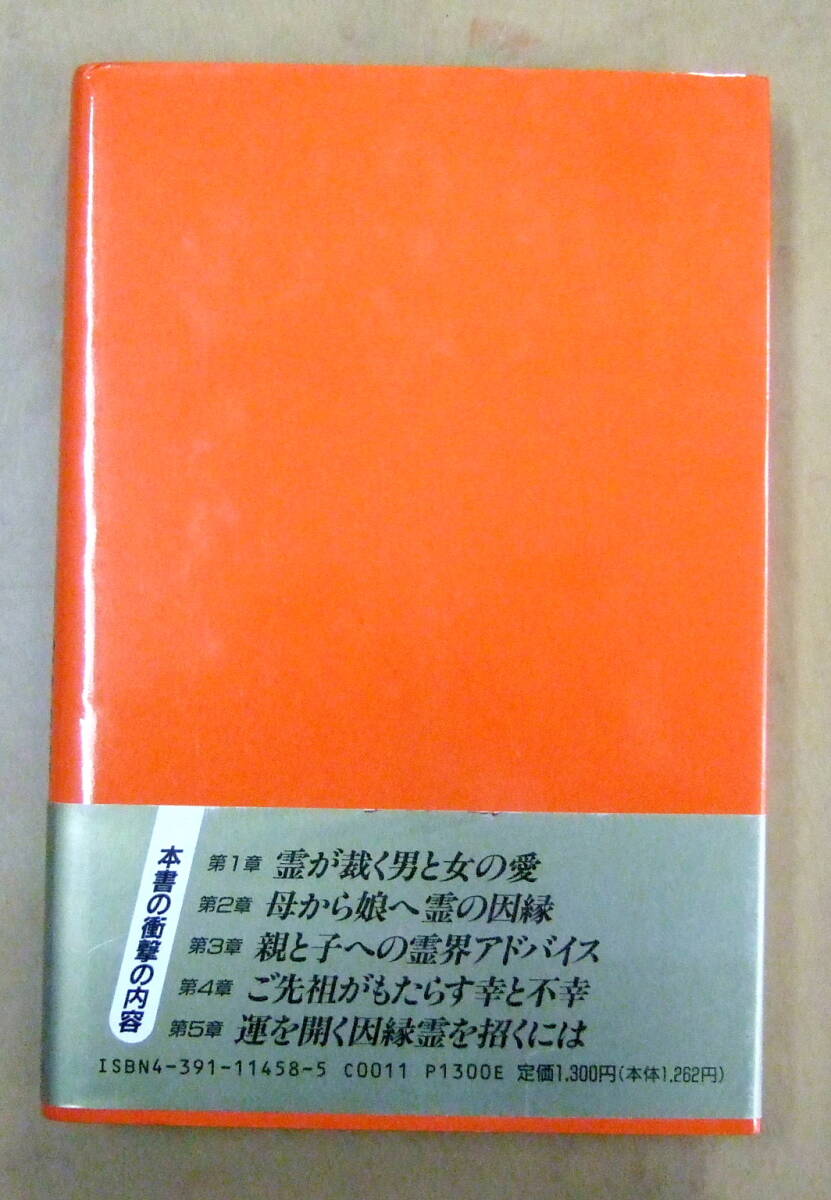 本書の衝撃の内容
第1章 霊が裁く男と女の愛
第2章 母から娘へ霊の因縁
第3章 親と子への霊界アドバイス
第4章 ご先祖がもたらす幸と不幸
第5章 運を開く因縁霊を招くには
ISBN4-391-11458-5 C0011 P1300E 定価1,300円(本体1,262円)